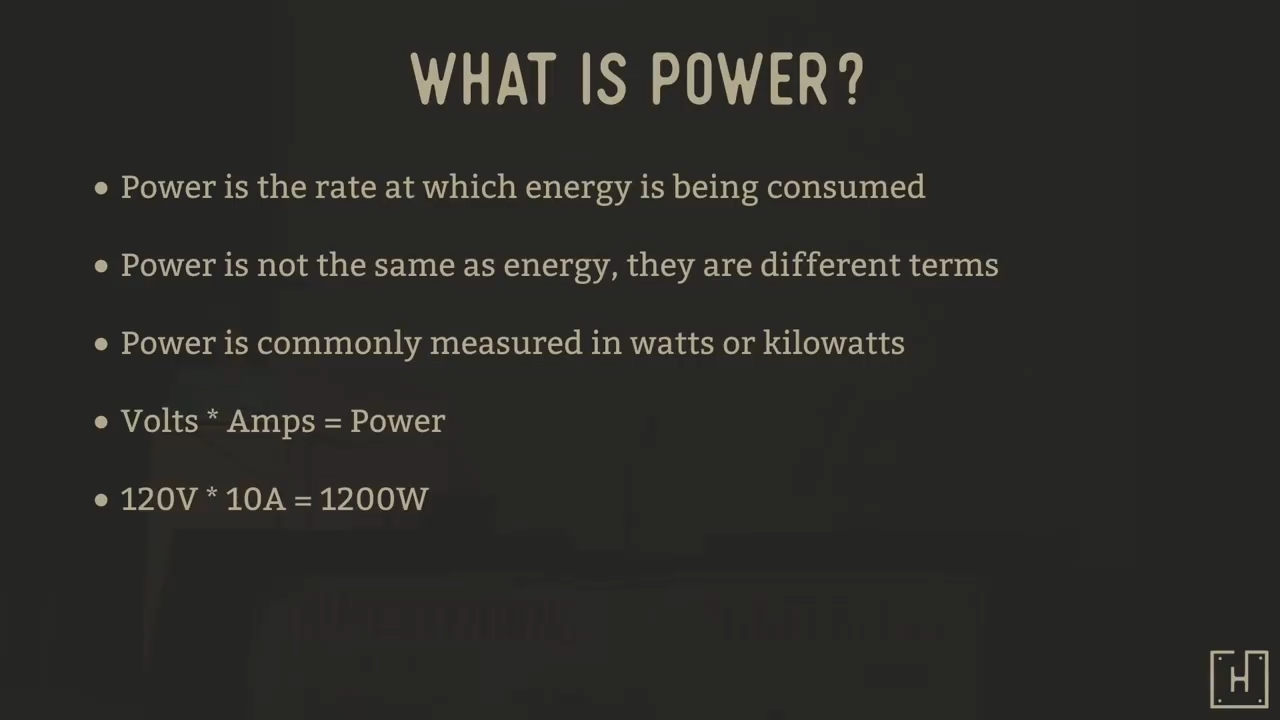 WHAT IS POWER?
• Power is the rate at which energy is being consumed
• Power is not the same as energy, they are different terms
• Power is commonly measured in watts or kilowatts
• Volts * Amps = Power
• 120V * 10A = 1200W
H